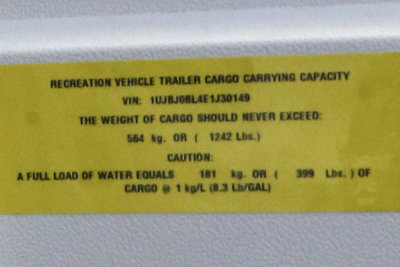 RECREATION VEHICLE TRAILER CARGO CARRYING CAPACITY
VIN: 1UJBJ0BL4E1J30149
THE WEIGHT OF CARGO SHOULD NEVER EXCEED:
564 kg. OR ( 1242 Lbs.)
CAUTION:
A FULL LOAD OF WATER EQUALS 181 kg. OR ( 399 Lbs. ) OF
CARGO @ 1 kg/L (8.3 Lb/GAL)